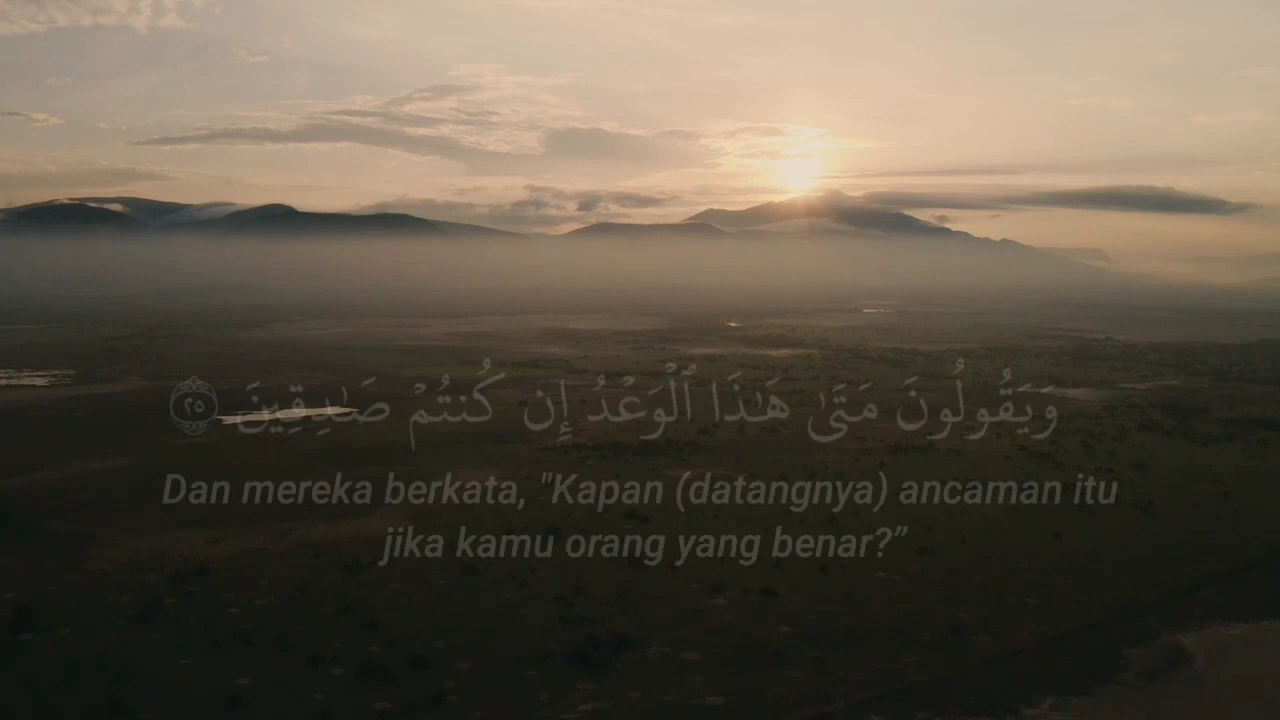 وَيَقُولُونَ مَتَىٰ هَـٰذَا ٱلْوَعْدُ إِن كُنتُمْ صَـٰدِقِينَ ٢٥
Dan mereka berkata, "Kapan (datangnya) ancaman itu
jika kamu orang yang benar?”